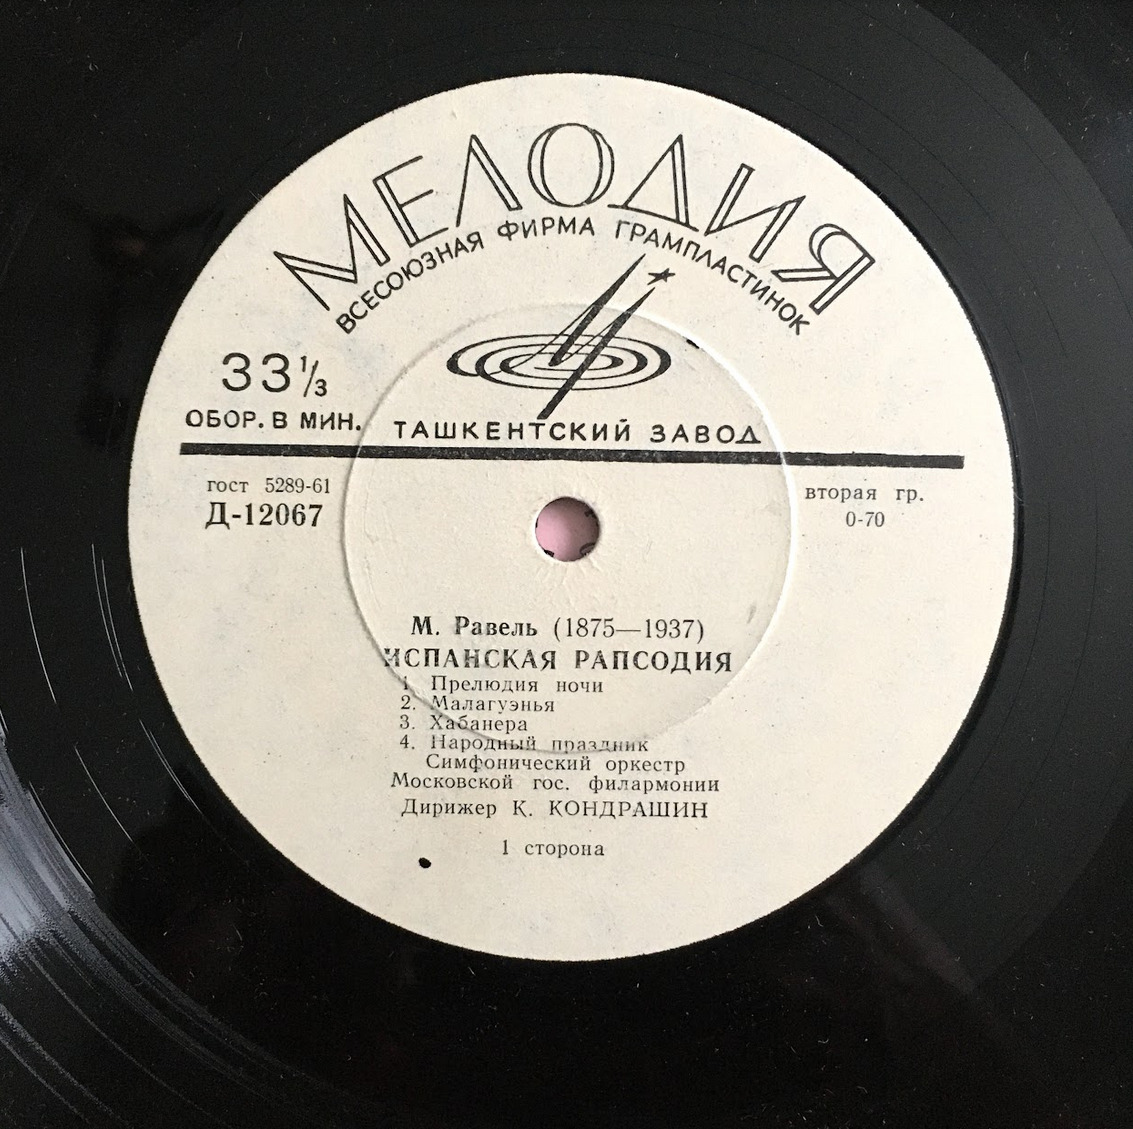 МЕЛОДИЯ
ВСЕСОЮЗНАЯ ФИРМА ГРАМПЛАСТИНОК
33⅓
ОБОР. В МИН.
ТАШКЕНТСКИЙ ЗАВОД
гост 5289-61
Д-12067
вторая гр.
0-70
М. Равель (1875—1937)
ИСПАНСКАЯ РАПСОДИЯ
1. Прелюдия ночи
2. Малагуэнья
3. Хабанера
4. Народный праздник
Симфонический оркестр
Московской гос. филармонии
Дирижер К. КОНДРАШИН
1 сторона